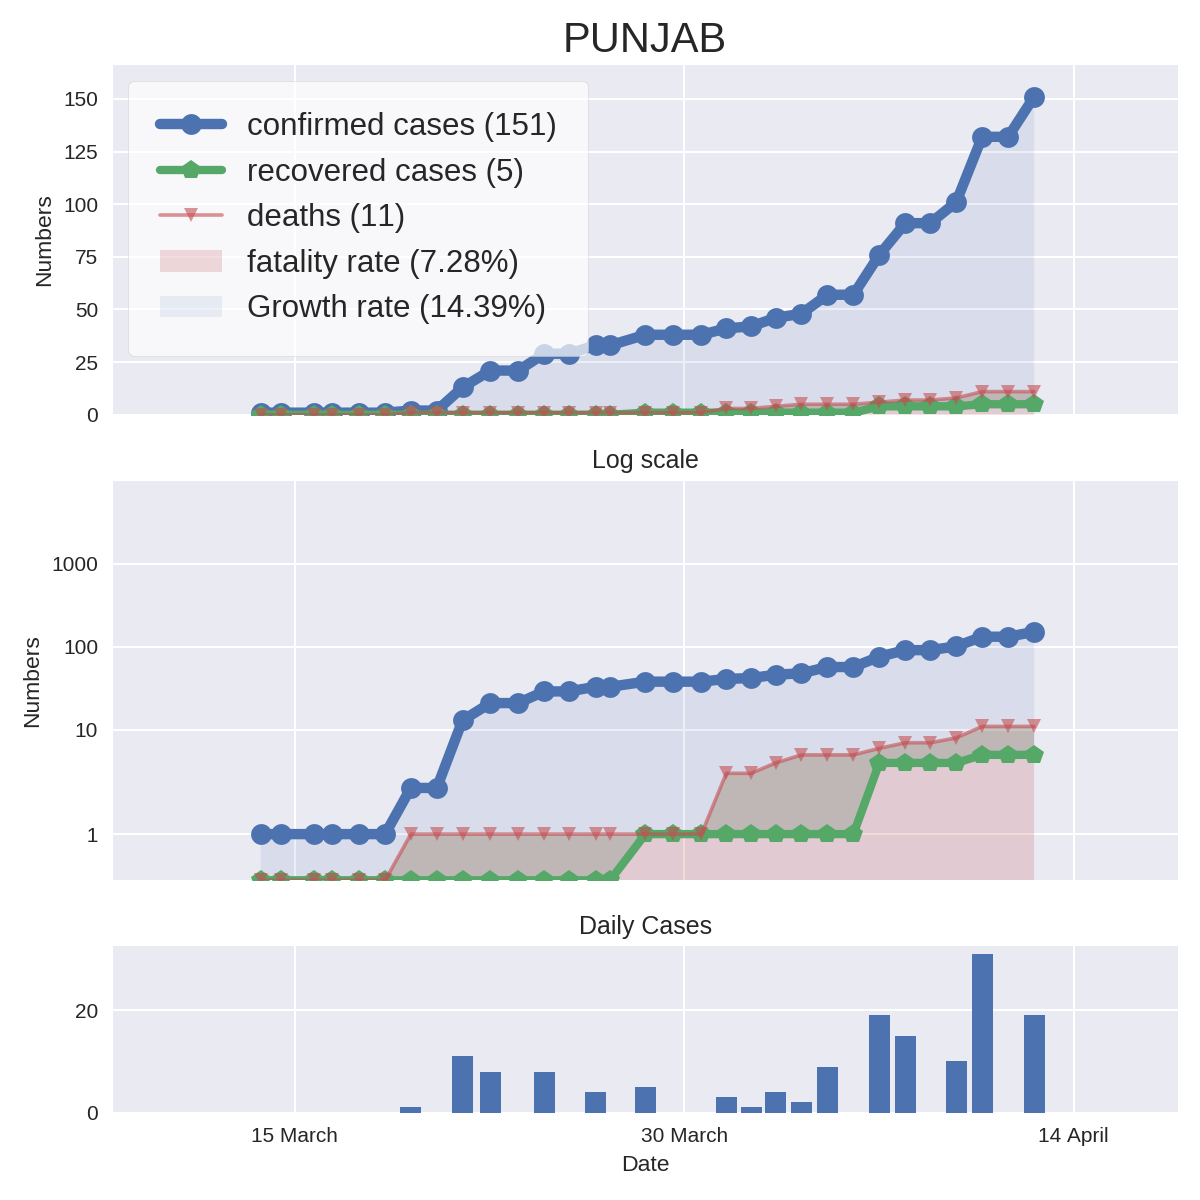 PUNJAB
150
125
100
75
50
25
0
Numbers
confirmed cases (151)
recovered cases (5)
deaths (11)
fatality rate (7.28%)
Growth rate (14.39%)
Log scale
1000
100
10
1
Numbers
Daily Cases
20
0
15 March
30 March
14 April
Date